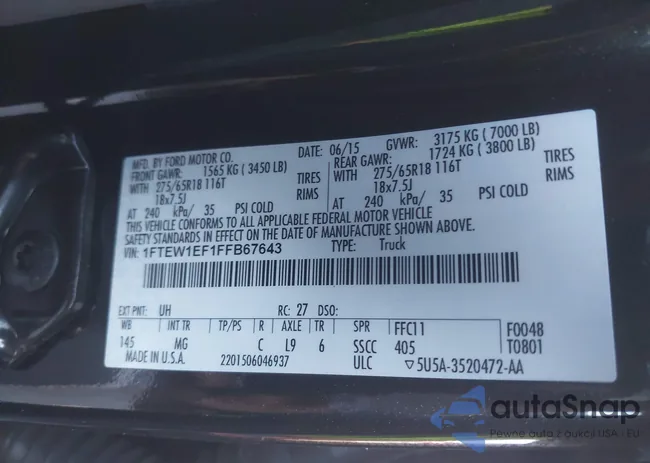 MFD. BY FORD MOTOR CO. DATE: 06/15 GVWR: 3175 KG ( 7000 LB)
FRONT GAWR: 1565 KG ( 3450 LB) REAR GAWR: 1724 KG ( 3800 LB)
WITH 275/65R18 116T TIRES WITH 275/65R18 116T TIRES
18x7.5J RIMS 18x7.5J RIMS
AT 240 kPa/ 35 PSI COLD AT 240 kPa/ 35 PSI COLD
THIS VEHICLE CONFORMS TO ALL APPLICABLE FEDERAL MOTOR VEHICLE
SAFETY STANDARDS IN EFFECT ON THE DATE OF MANUFACTURE SHOWN ABOVE.
VIN: 1FTEW1EF1FFB67643 TYPE: Truck
EXT PNT: UH RC: 27 DSO:
WB INT TR TP/PS R AXLE TR SPR FFC11 F0048
145 MG C L9 6 SSCC 405 T0801
MADE IN U.S.A. 2201506046937 ULC ▽5U5A-3520472-AA
autaSnap
Pewne auta z aukcji USA - EU